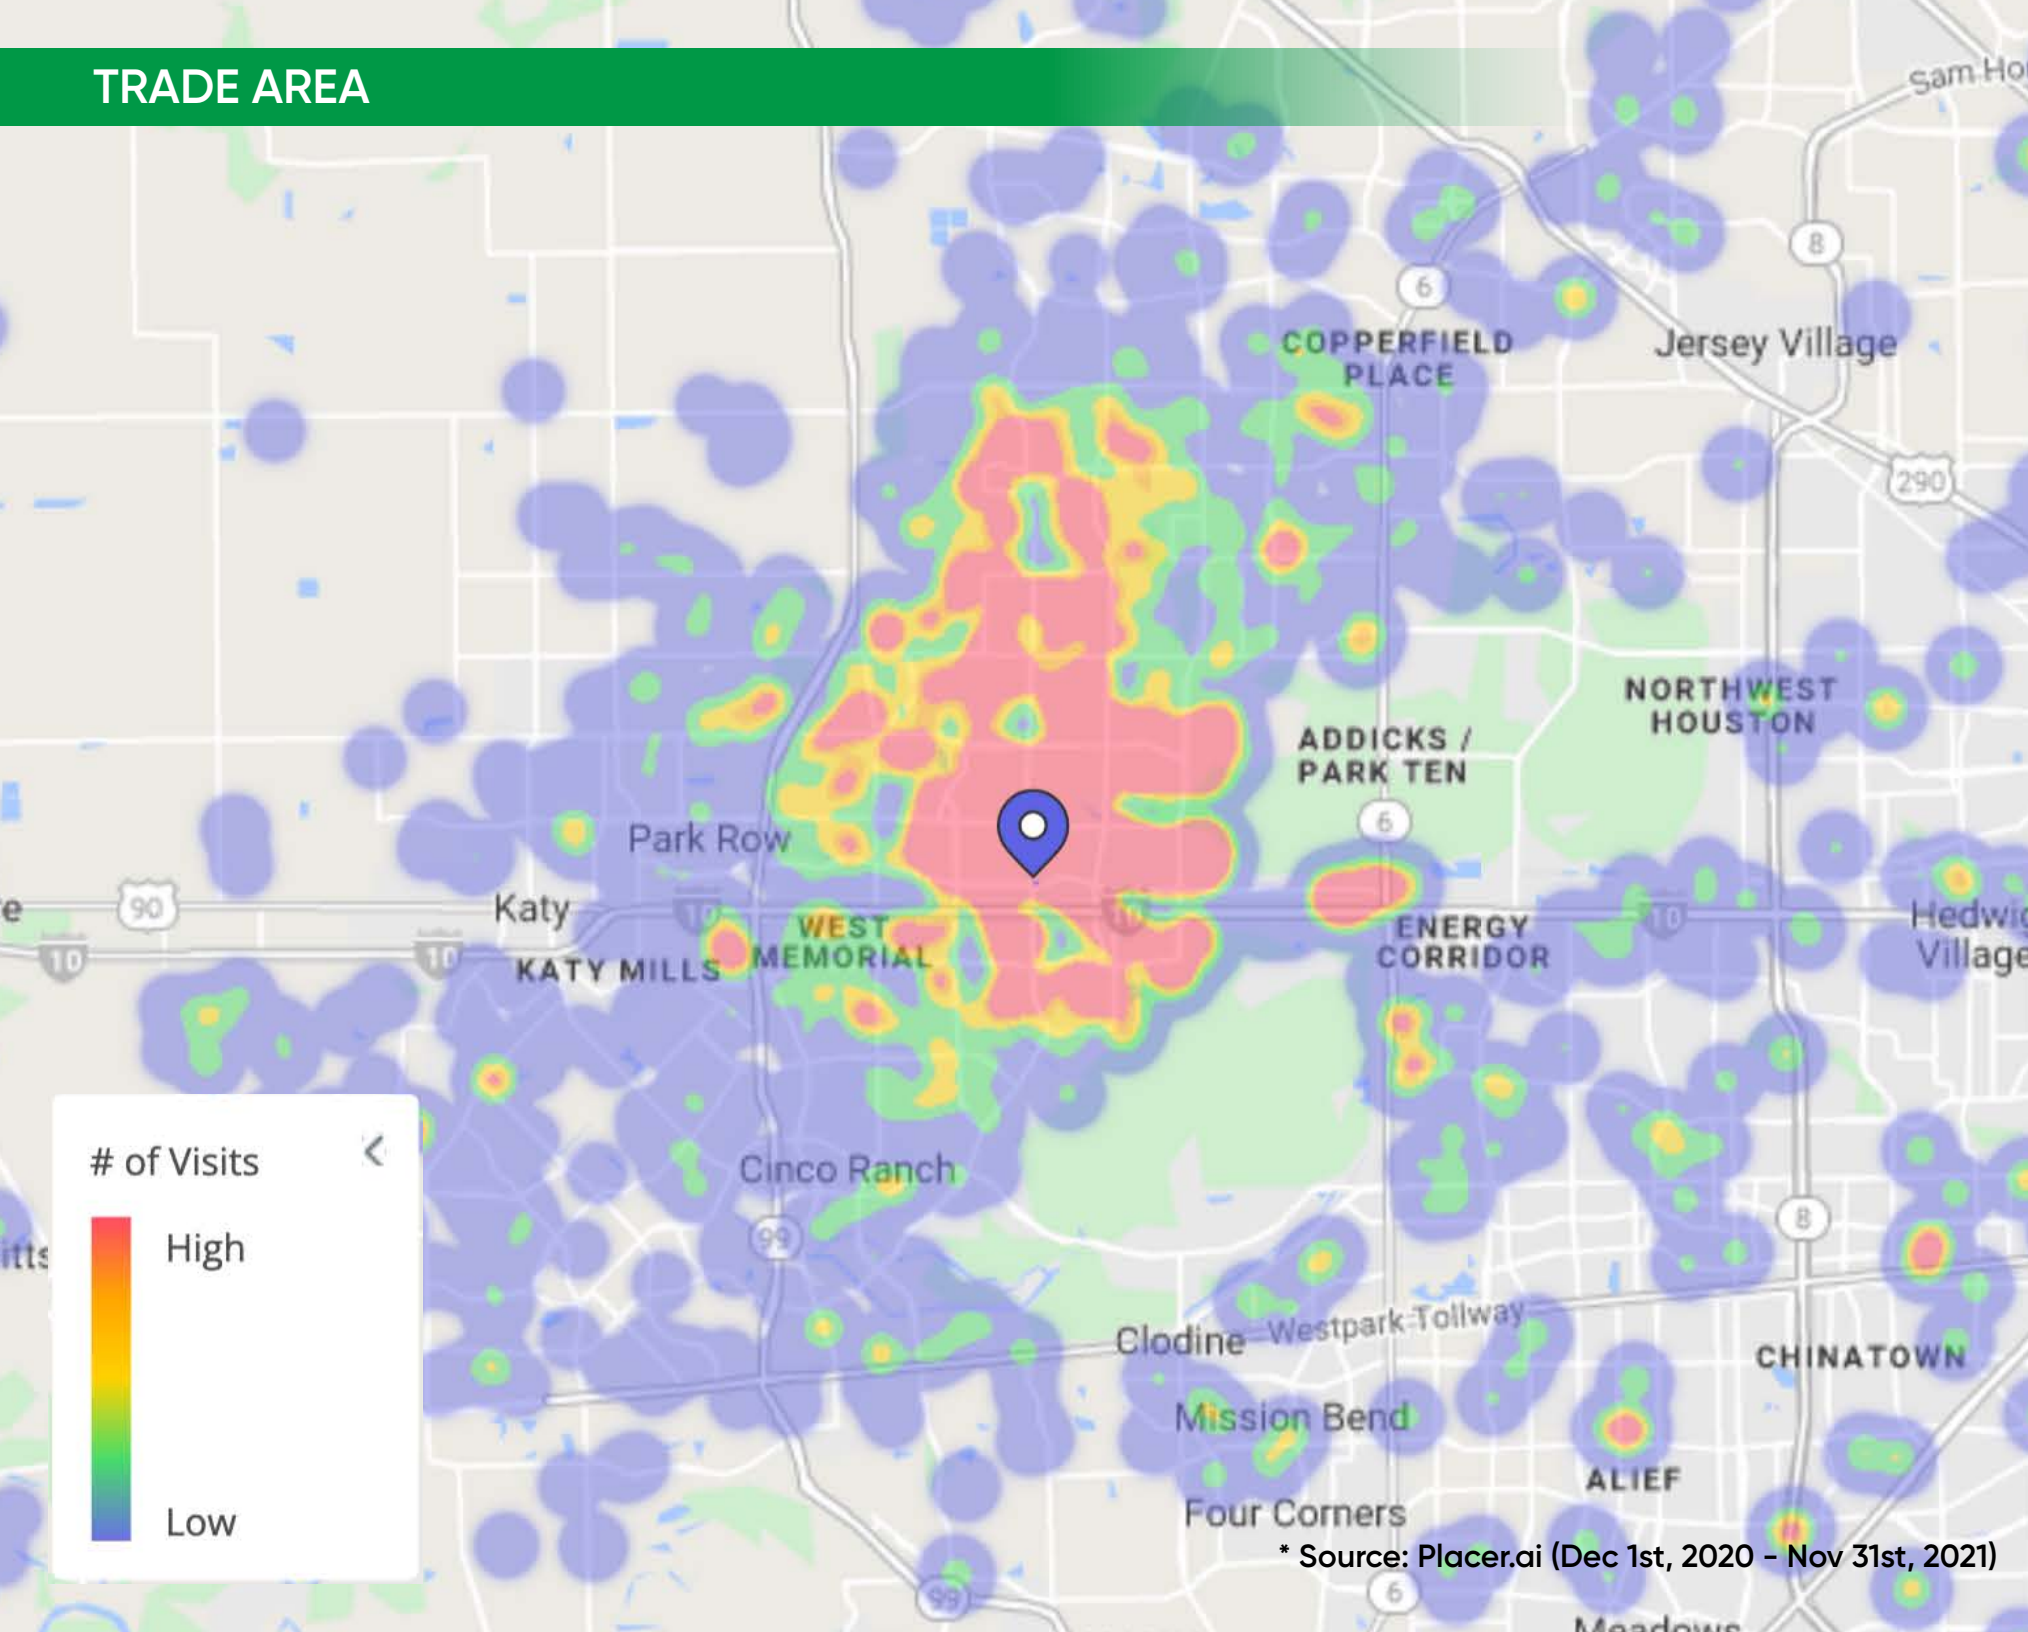 TRADE AREA
Sam Ho
8
6
COPPERFIELD
PLACE
Jersey Village
290
NORTHWEST
HOUSTON
ADDICKS /
PARK TEN
6
Park Row
90
Katy
10
10
10
10
10
WEST
MEMORIAL
KATY MILLS
ENERGY
CORRIDOR
Hedwig
Village
# of Visits
High
Low
Cinco Ranch
99
8
itts
Clodine
Westpark Tollway
CHINATOWN
Mission Bend
ALIEF
Four Corners
* Source: Placer.ai (Dec 1st, 2020 - Nov 31st, 2021)
99
6
Meadows